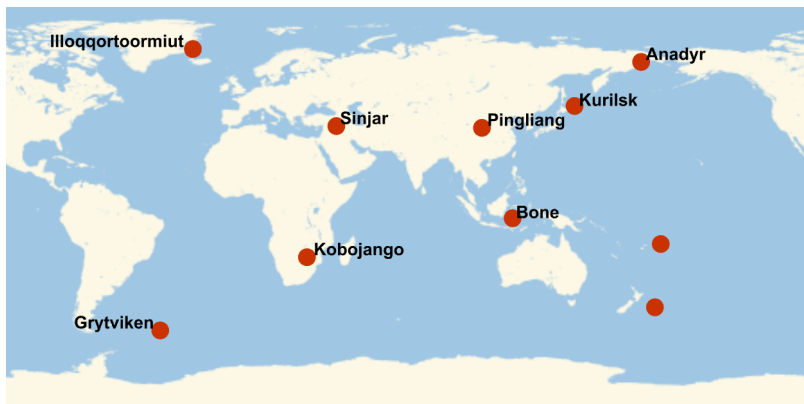 Illoqqortoormiut
Anadyr
Kurilsk
Sinjar
Pingliang
Bone
Kobojango
Grytviken